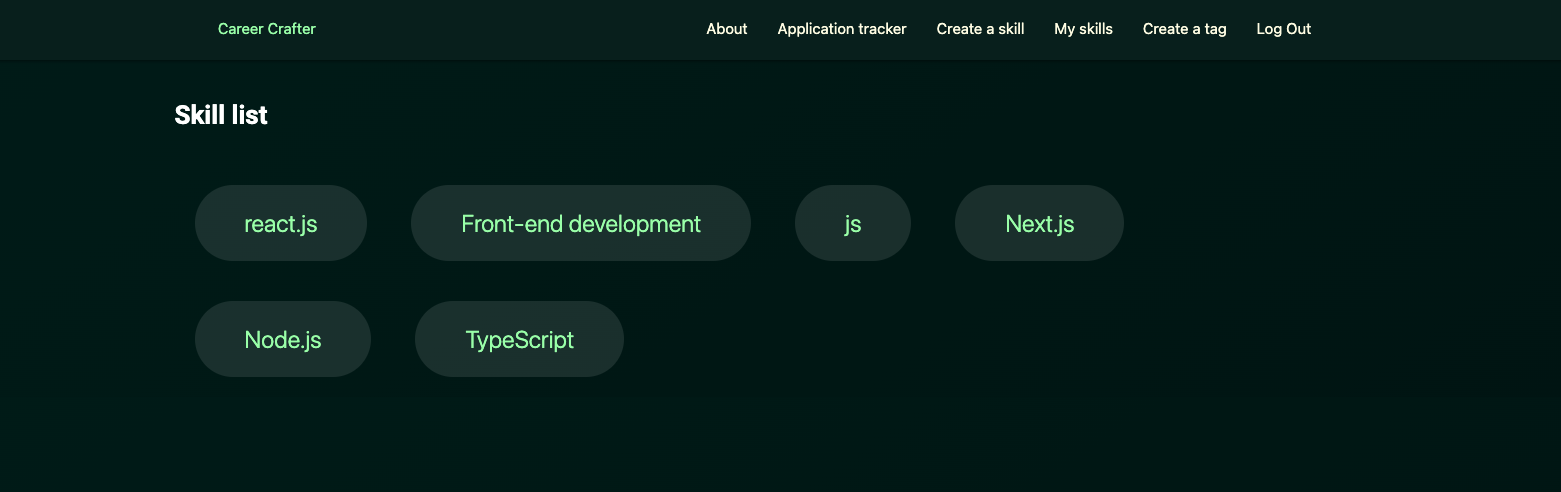 Career Crafter About Application tracker Create a skill My skills Create a tag Log Out
Skill list
react.js Front-end development js Next.js
Node.js TypeScript